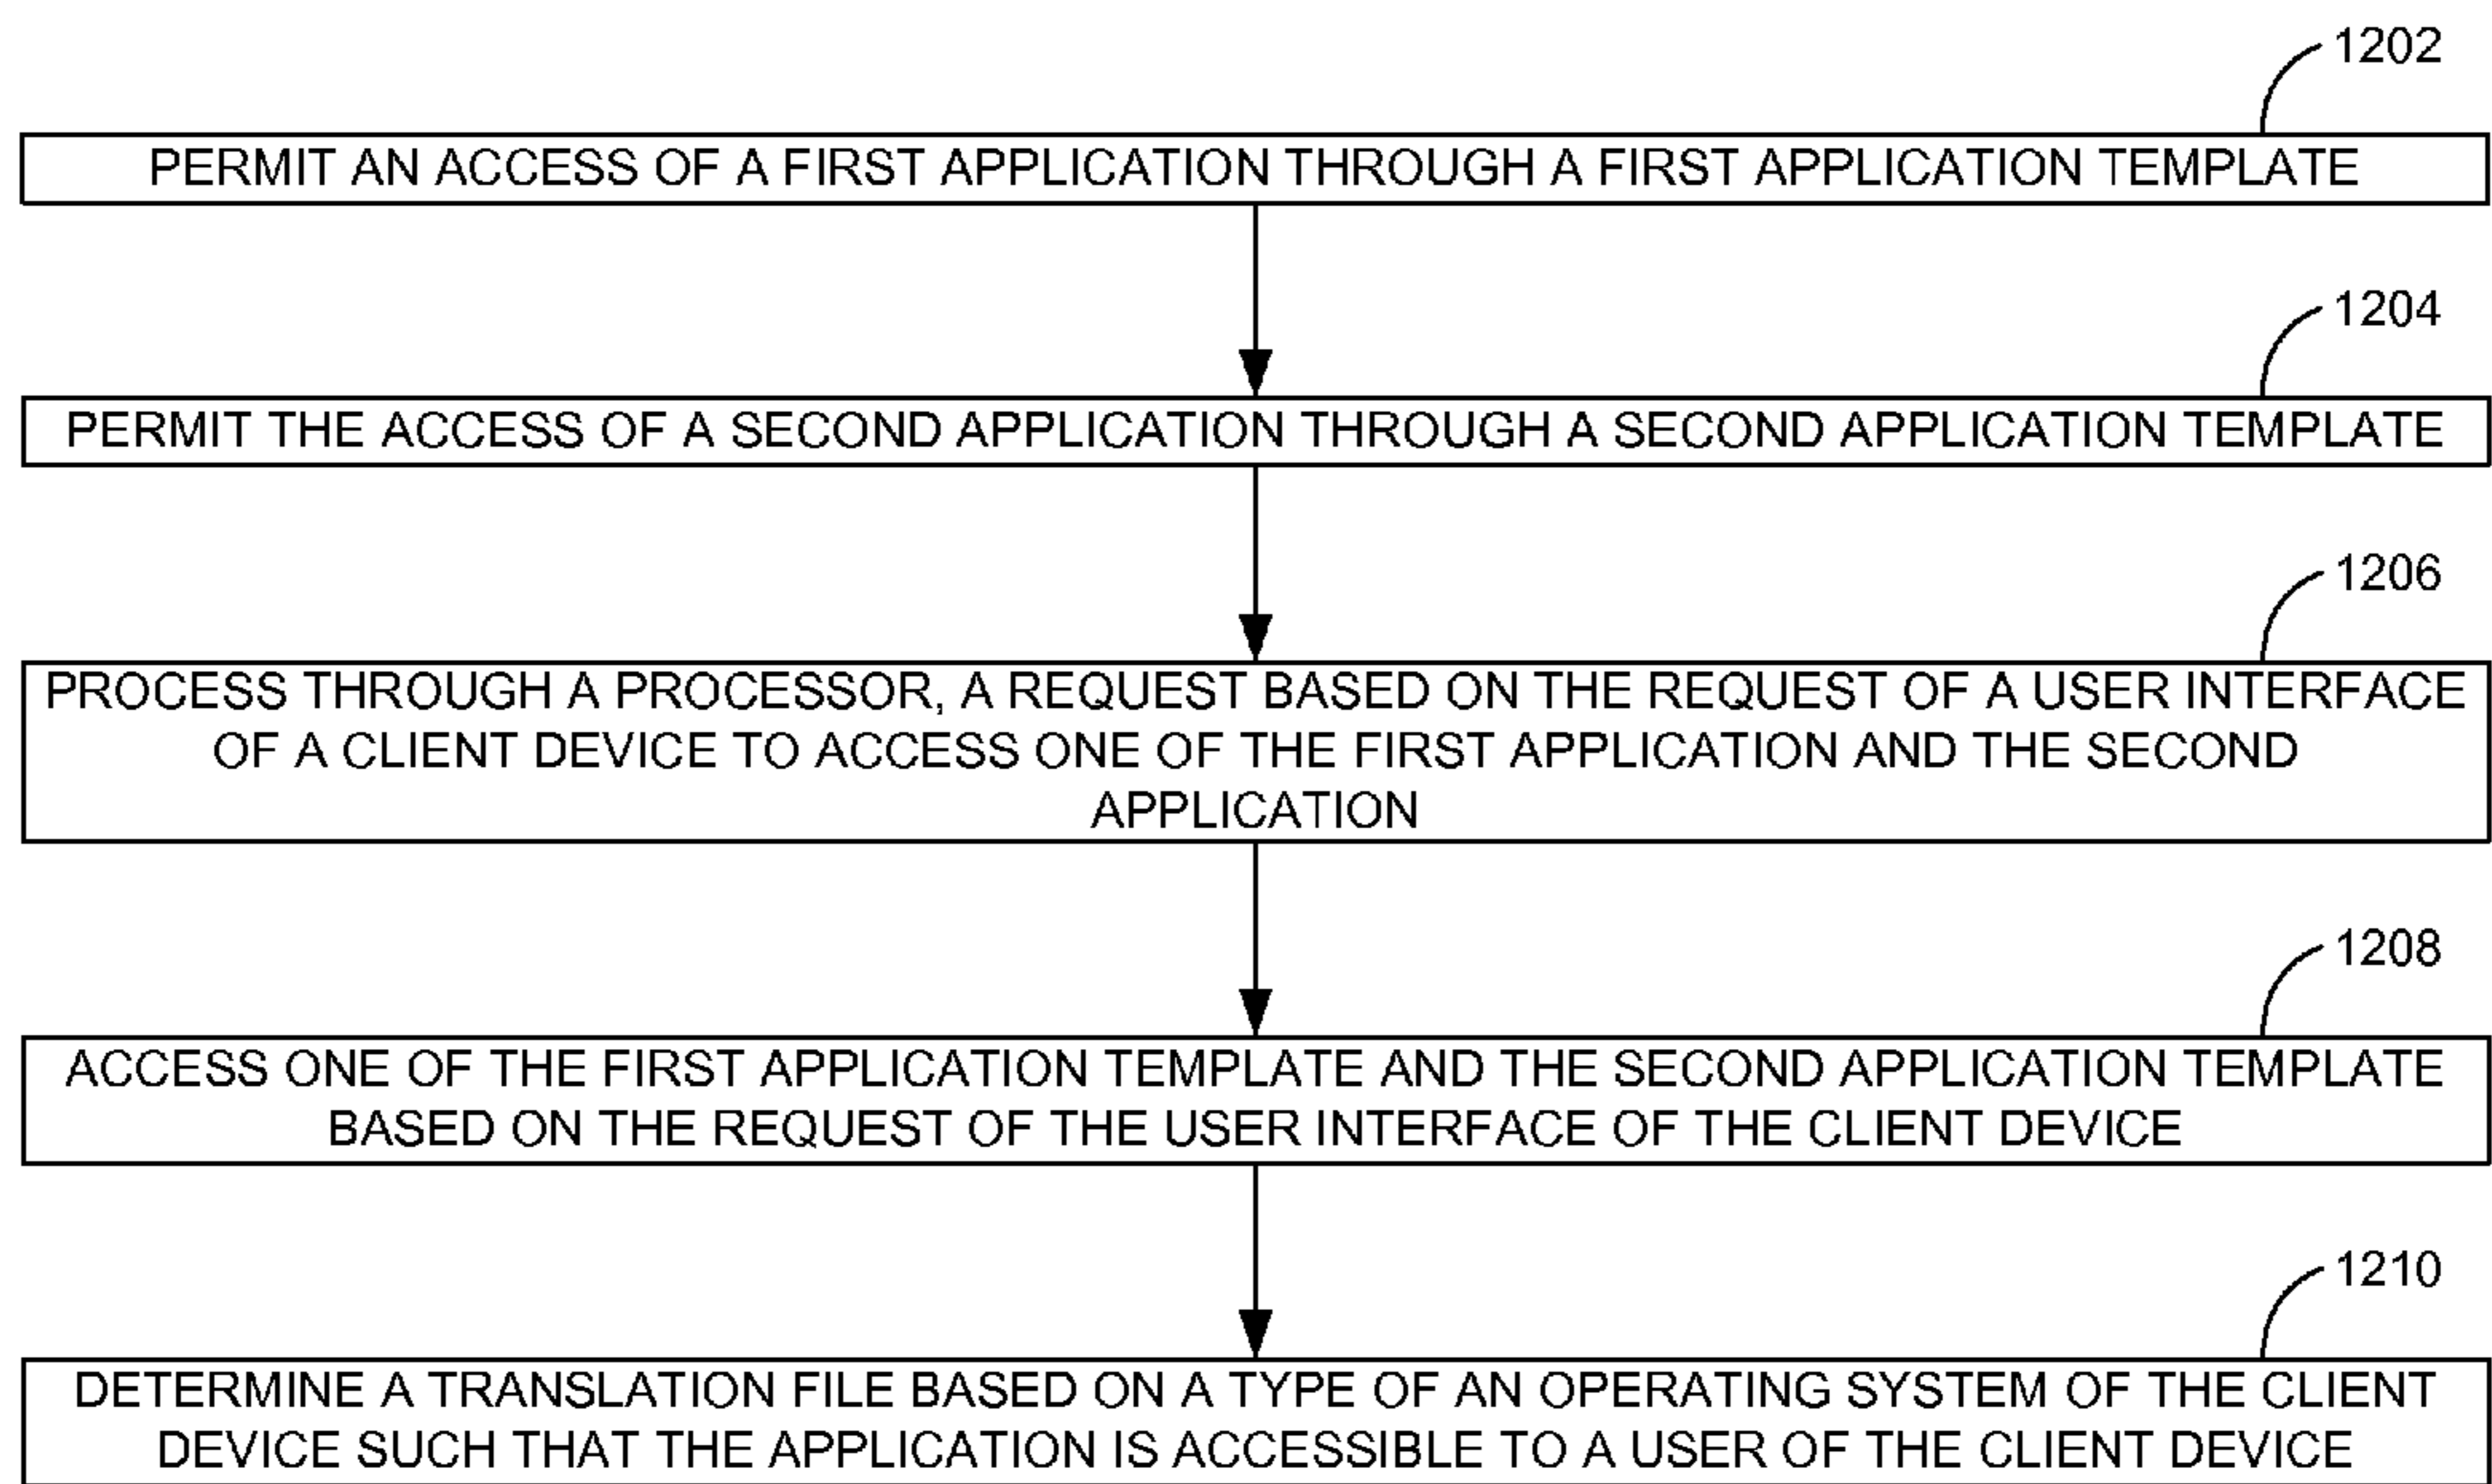 1202
PERMIT AN ACCESS OF A FIRST APPLICATION THROUGH A FIRST APPLICATION TEMPLATE
1204
PERMIT THE ACCESS OF A SECOND APPLICATION THROUGH A SECOND APPLICATION TEMPLATE
1206
PROCESS THROUGH A PROCESSOR, A REQUEST BASED ON THE REQUEST OF A USER INTERFACE
OF A CLIENT DEVICE TO ACCESS ONE OF THE FIRST APPLICATION AND THE SECOND
APPLICATION
1208
ACCESS ONE OF THE FIRST APPLICATION TEMPLATE AND THE SECOND APPLICATION TEMPLATE
BASED ON THE REQUEST OF THE USER INTERFACE OF THE CLIENT DEVICE
1210
DETERMINE A TRANSLATION FILE BASED ON A TYPE OF AN OPERATING SYSTEM OF THE CLIENT
DEVICE SUCH THAT THE APPLICATION IS ACCESSIBLE TO A USER OF THE CLIENT DEVICE